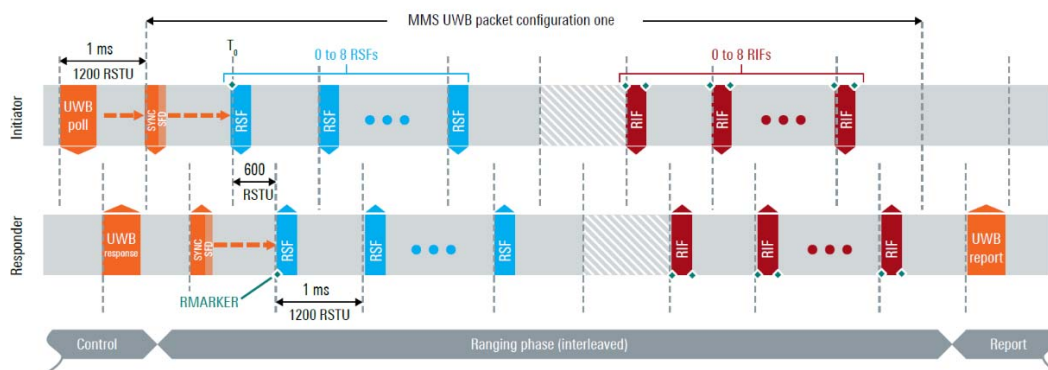 MMS UWB packet configuration one
1 ms
1200 RSTU
T₀
0 to 8 RSFs
0 to 8 RIFs
Initiator
UWB
poll
SYNC
SFD
RSF
RSF
RSF
RIF
RIF
RIF
600
RSTU
Responder
UWB
response
SYNC
SFD
RSF
RSF
RSF
RIF
RIF
RIF
UWB
report
RMARKER
1 ms
1200 RSTU
Control
Ranging phase (interleaved)
Report